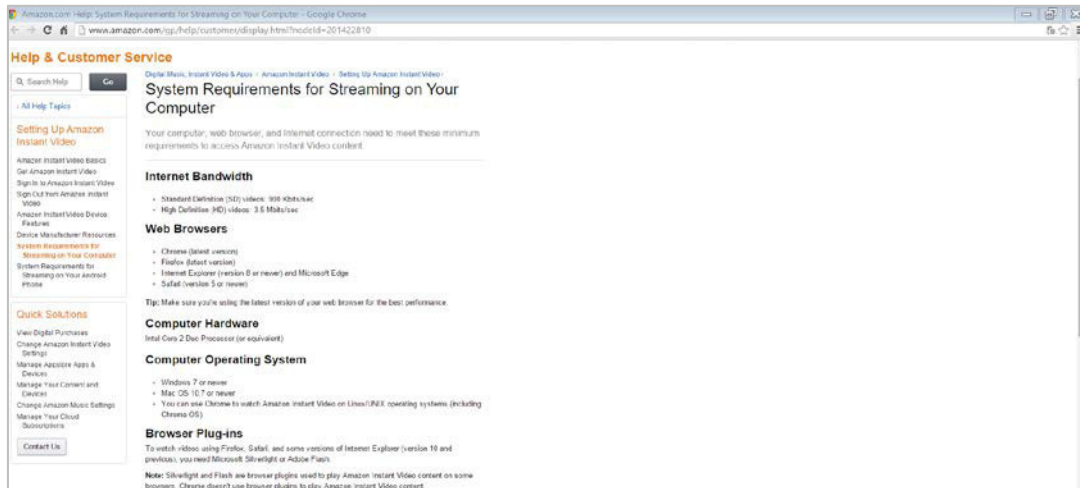 Amazon.com Help: System Requirements for Streaming on Your Computer - Google Chrome
www.amazon.com/gp/help/customer/display.html?nodeId=201422810
Help & Customer Service
Search Help
Go
‹ All Help Topics
Setting Up Amazon
Instant Video
Amazon Instant Video Basics
Get Amazon Instant Video
Sign In to Amazon Instant Video
Sign Out from Amazon Instant
Video
Amazon Instant Video Device
Features
Device Manufacturer Resources
System Requirements for
Streaming on Your Computer
System Requirements for
Streaming on Your Android
Phone
Quick Solutions
View Digital Purchases
Change Amazon Instant Video
Settings
Manage Appstore Apps &
Devices
Manage Your Content and
Devices
Change Amazon Music Settings
Manage Your Cloud
Subscriptions
Contact Us
Digital Music, Instant Video & Apps › Amazon Instant Video › Setting Up Amazon Instant Video ›
System Requirements for Streaming on Your
Computer
Your computer, web browser, and Internet connection need to meet these minimum
requirements to access Amazon Instant Video content.
Internet Bandwidth
• Standard Definition (SD) videos: 900 Kbits/sec
• High Definition (HD) videos: 3.5 Mbits/sec
Web Browsers
• Chrome (latest version)
• Firefox (latest version)
• Internet Explorer (version 8 or newer) and Microsoft Edge
• Safari (version 5 or newer)
Tip: Make sure you're using the latest version of your web browser for the best performance.
Computer Hardware
Intel Core 2 Duo Processor (or equivalent)
Computer Operating System
• Windows 7 or newer
• Mac OS 10.7 or newer
• You can use Chrome to watch Amazon Instant Video on Linux/UNIX operating systems (including
Chrome OS)
Browser Plug-ins
To watch videos using Firefox, Safari, and some versions of Internet Explorer (version 10 and
previous), you need Microsoft Silverlight or Adobe Flash.
Note: Silverlight and Flash are browser plugins used to play Amazon Instant Video content on some
browsers. Chrome doesn't use browser plugins to play Amazon Instant Video content.